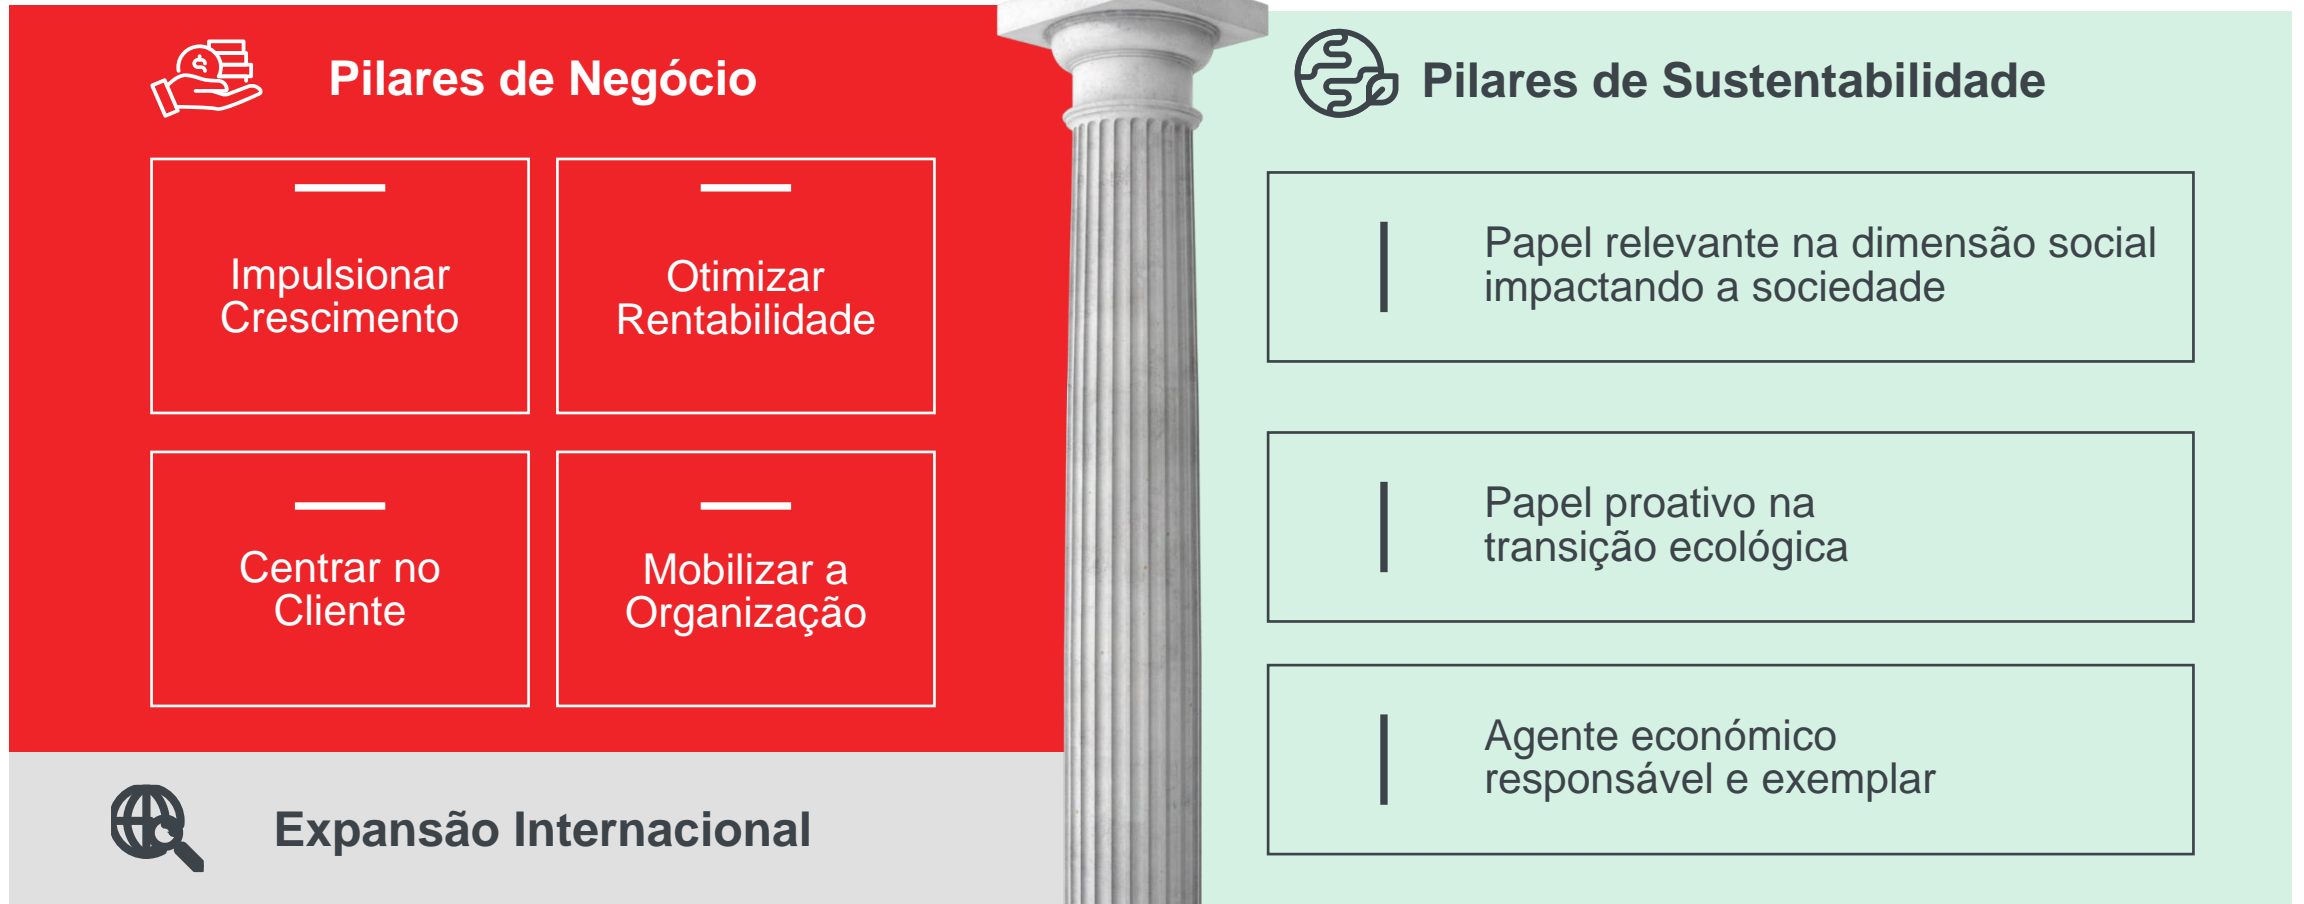 Pilares de Negócio
Impulsionar
Crescimento
Otimizar
Rentabilidade
Centrar no
Cliente
Mobilizar a
Organização
Expansão Internacional
Pilares de Sustentabilidade
Papel relevante na dimensão social
impactando a sociedade
Papel proativo na
transição ecológica
Agente económico
responsável e exemplar